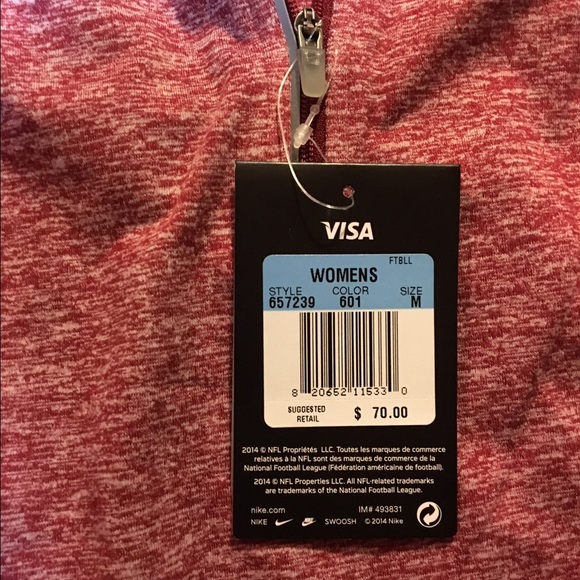 VISA
FTBLL
WOMENS
STYLE COLOR SIZE
657239 601 M
8 20652 11533 0
SUGGESTED RETAIL $ 70.00
2014 © NFL Propriétés LLC. Toutes les marques de commerce
relatives à la NFL sont des marques de commerce de la
National Football League (Fédération américaine de football).
2014 © NFL Properties LLC. All NFL-related trademarks
are trademarks of the National Football League.
nike.com IM# 493831
NIKE SWOOSH © 2014 Nike